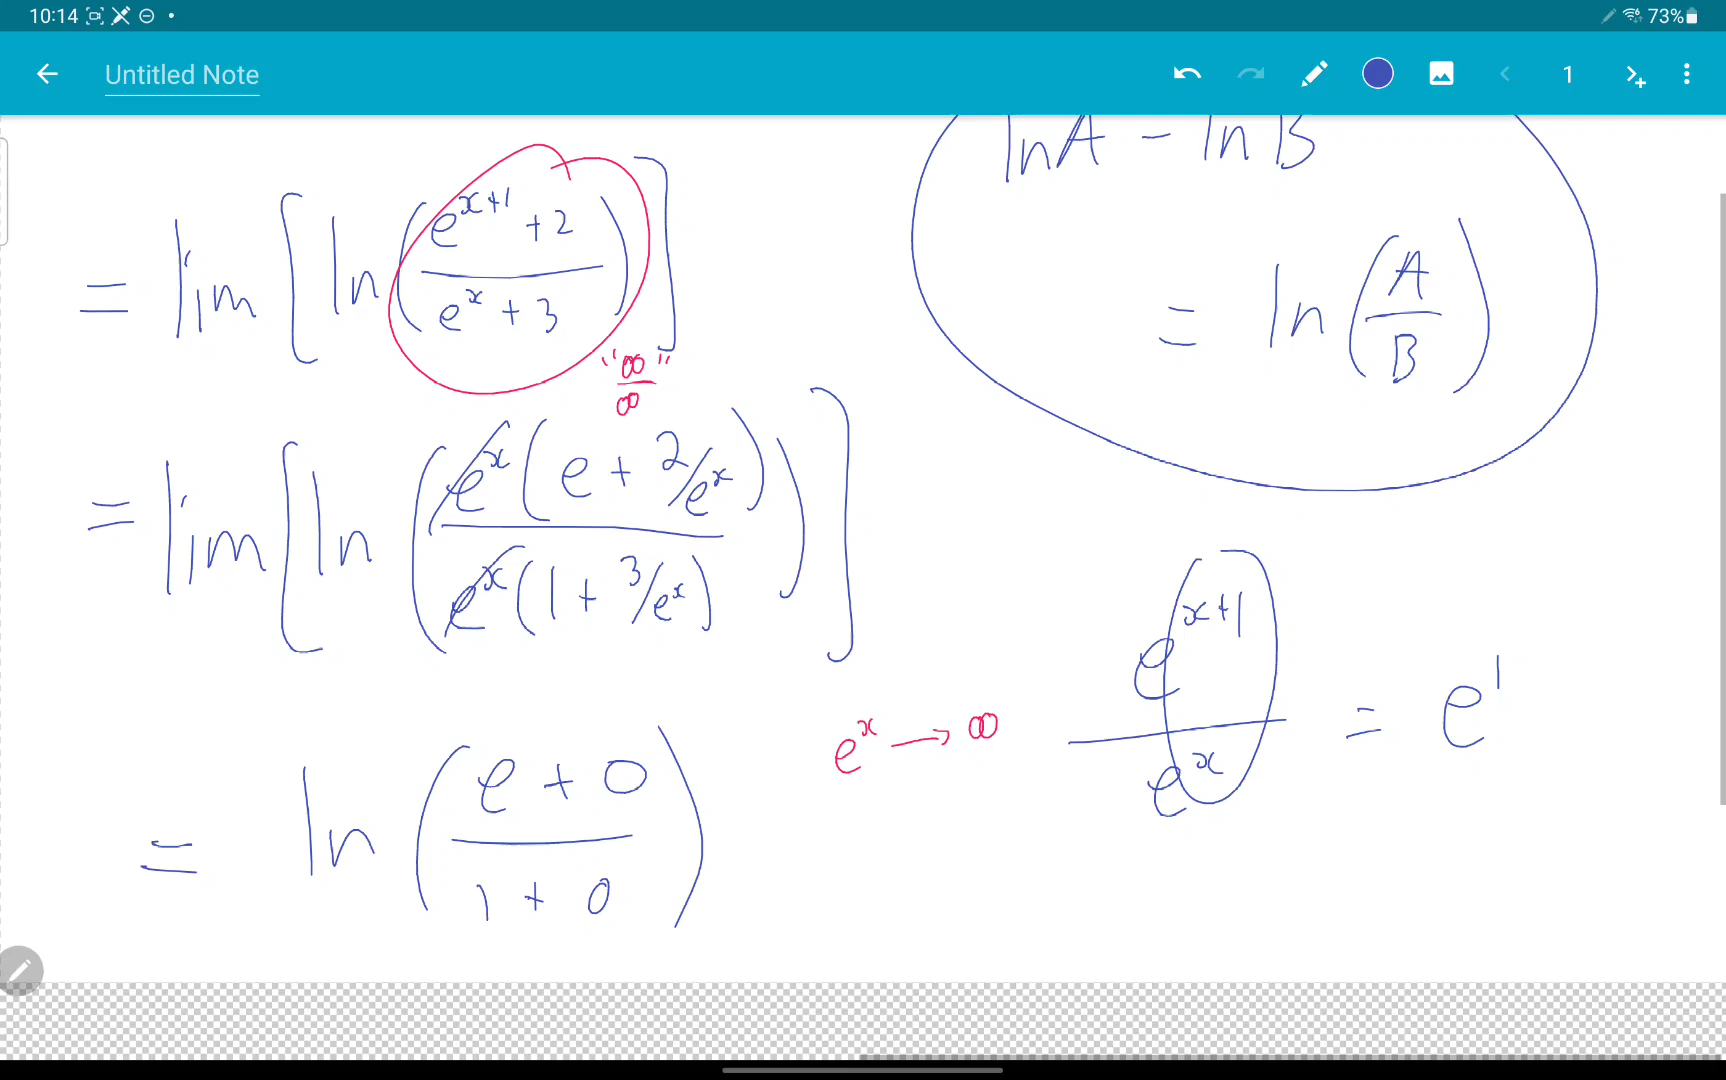 10:14
73%
Untitled Note
1
ln A - ln B
= ln(A/B)
= lim [ln((e^(x+1) + 2)/(e^x + 3))]
"∞/∞"
= lim [ln((e^x(e + 2/e^x))/(e^x(1 + 3/e^x)))]
e^x → ∞
e^(x+1)/e^x = e^1
= ln((e + 0)/(1 + 0))